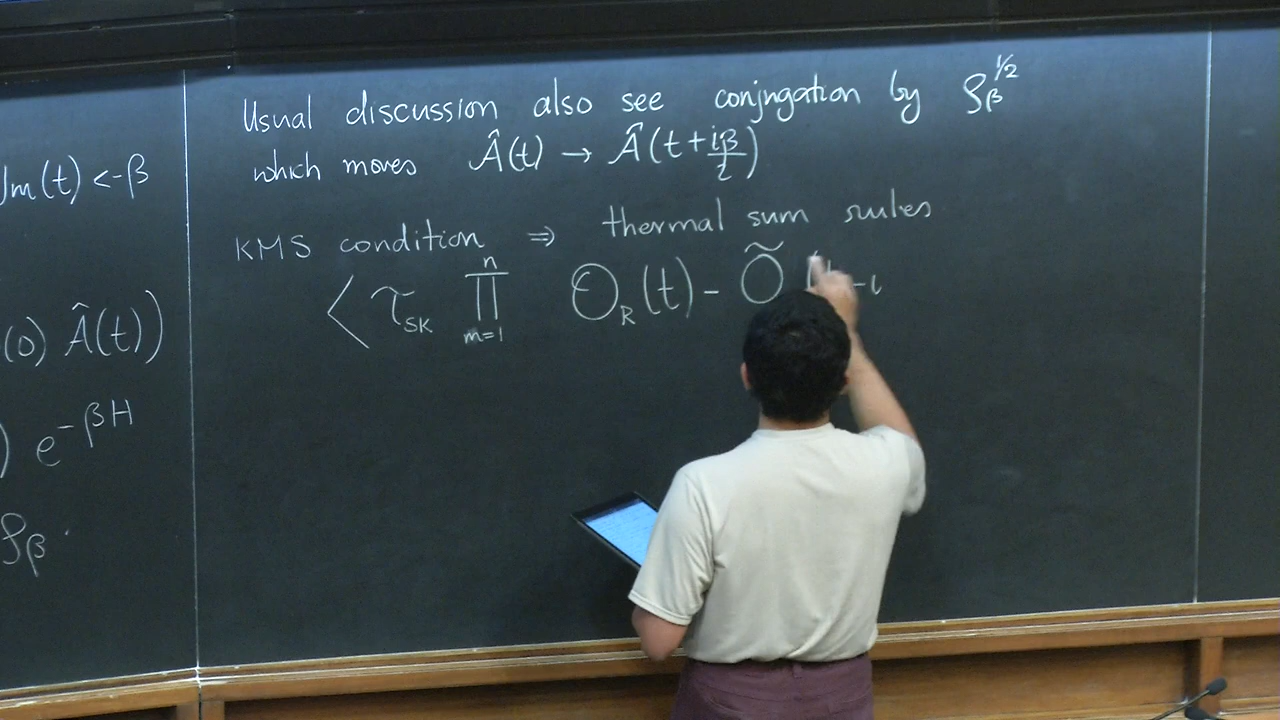 Jm(t) <-β
(0) Â(t))
) e^{-βH}
ρ_β.
Usual discussion also see conjugation by ρ_β^{1/2}
which moves Â(t) → Â(t+iβ/2)
KMS condition ⇒ thermal sum rules
< τ_SK ∏_{m=1}^{n} O_R(t) - Õ